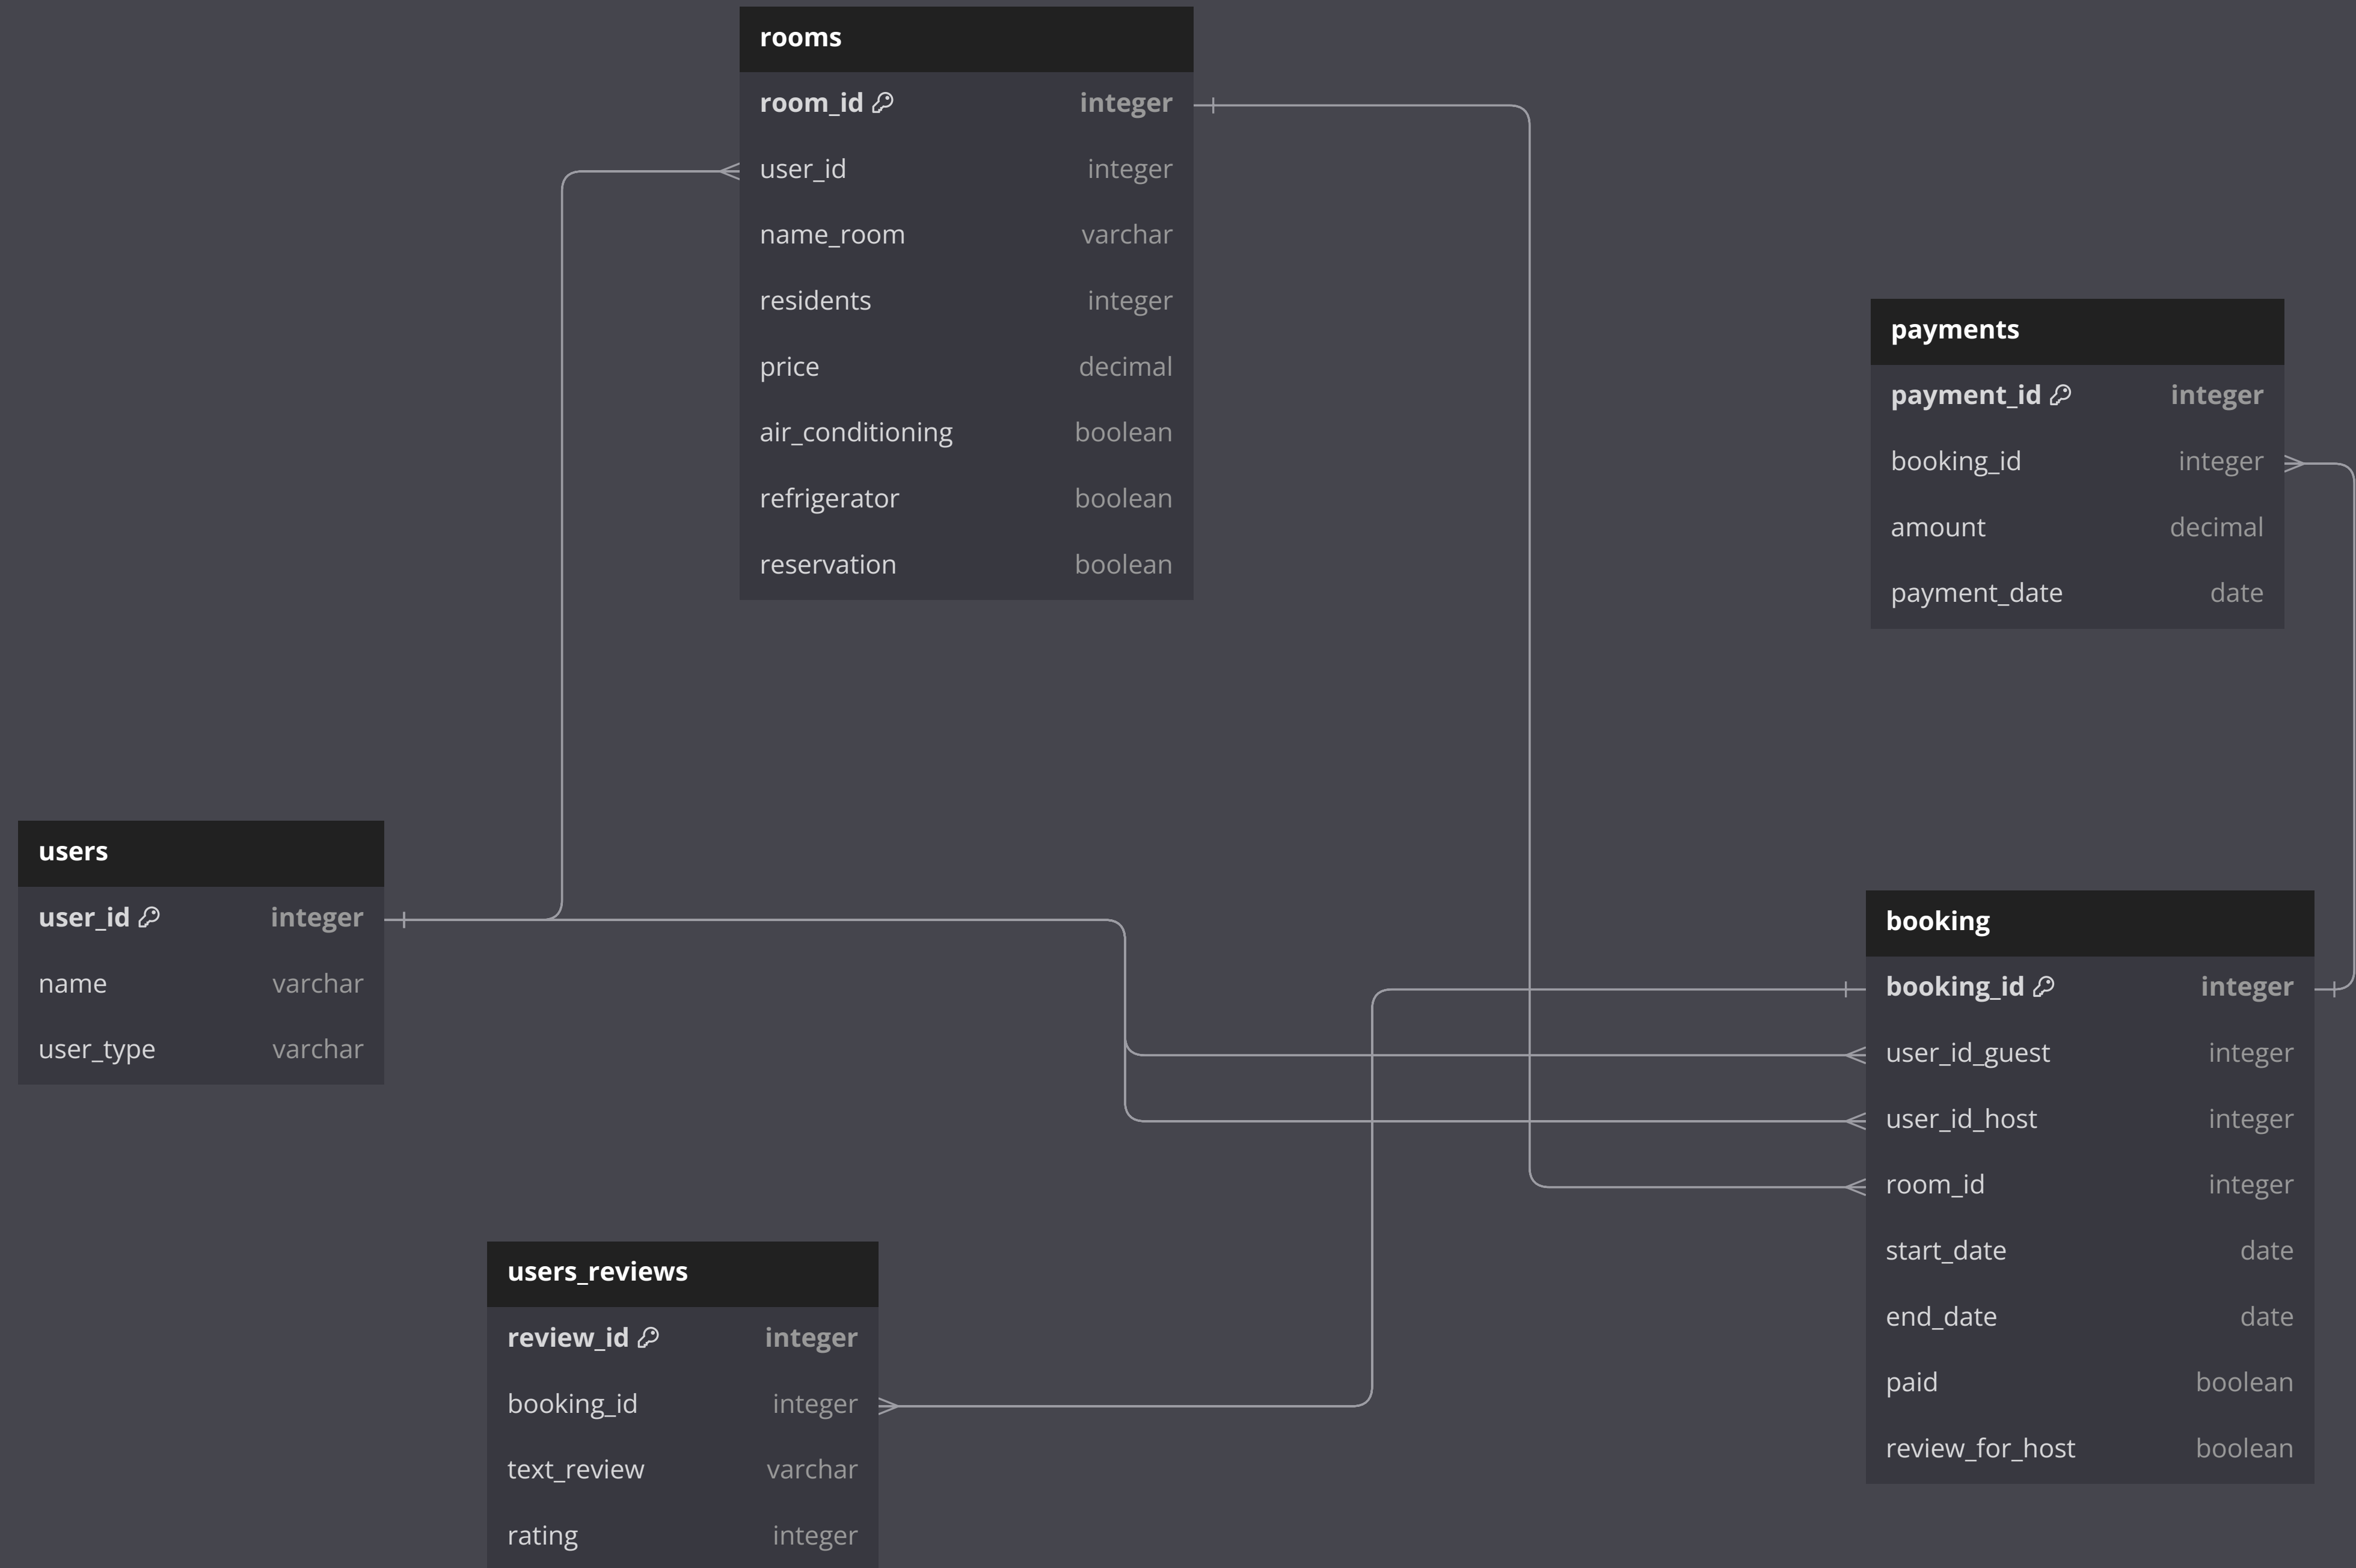 rooms
room_id integer
user_id integer
name_room varchar
residents integer
price decimal
air_conditioning boolean
refrigerator boolean
reservation boolean
payments
payment_id integer
booking_id integer
amount decimal
payment_date date
users
user_id integer
name varchar
user_type varchar
booking
booking_id integer
user_id_guest integer
user_id_host integer
room_id integer
start_date date
end_date date
paid boolean
review_for_host boolean
users_reviews
review_id integer
booking_id integer
text_review varchar
rating integer